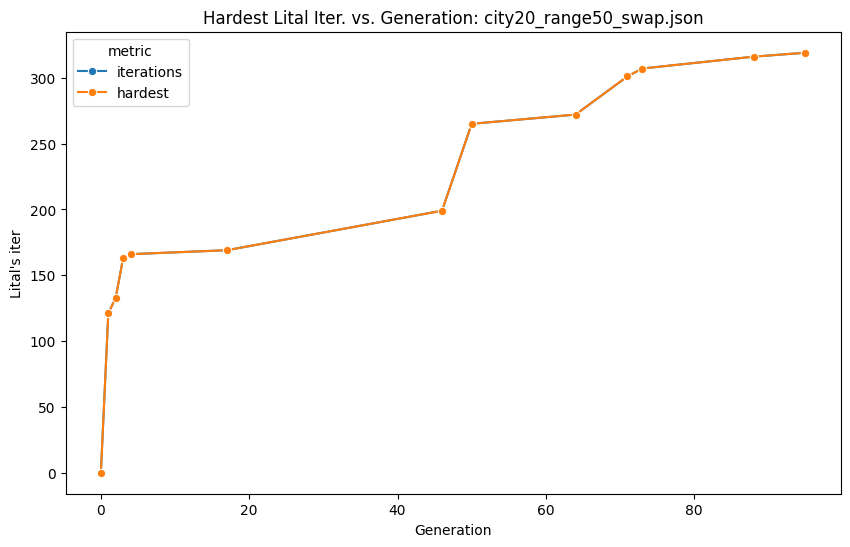 Hardest Lital Iter. vs. Generation: city20_range50_swap.json
metric
iterations
hardest
300
250
200
150
100
50
0
Lital's iter
0 20 40 60 80
Generation